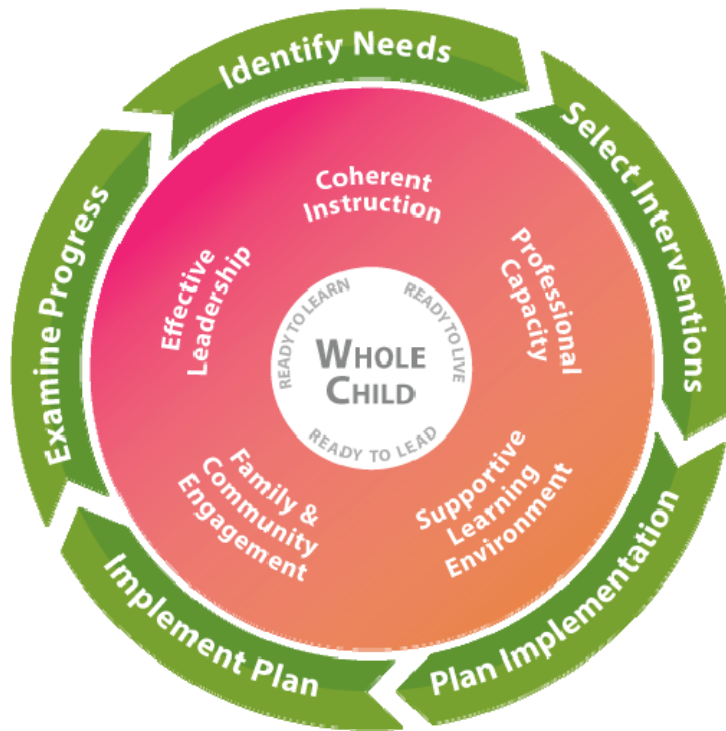 Identify Needs
Select Interventions
Plan Implementation
Implement Plan
Examine Progress
Coherent
Instruction
Professional
Capacity
Supportive
Learning
Environment
Family &
Community
Engagement
Effective
Leadership
READY TO LEARN
READY TO LIVE
READY TO LEAD
WHOLE
CHILD